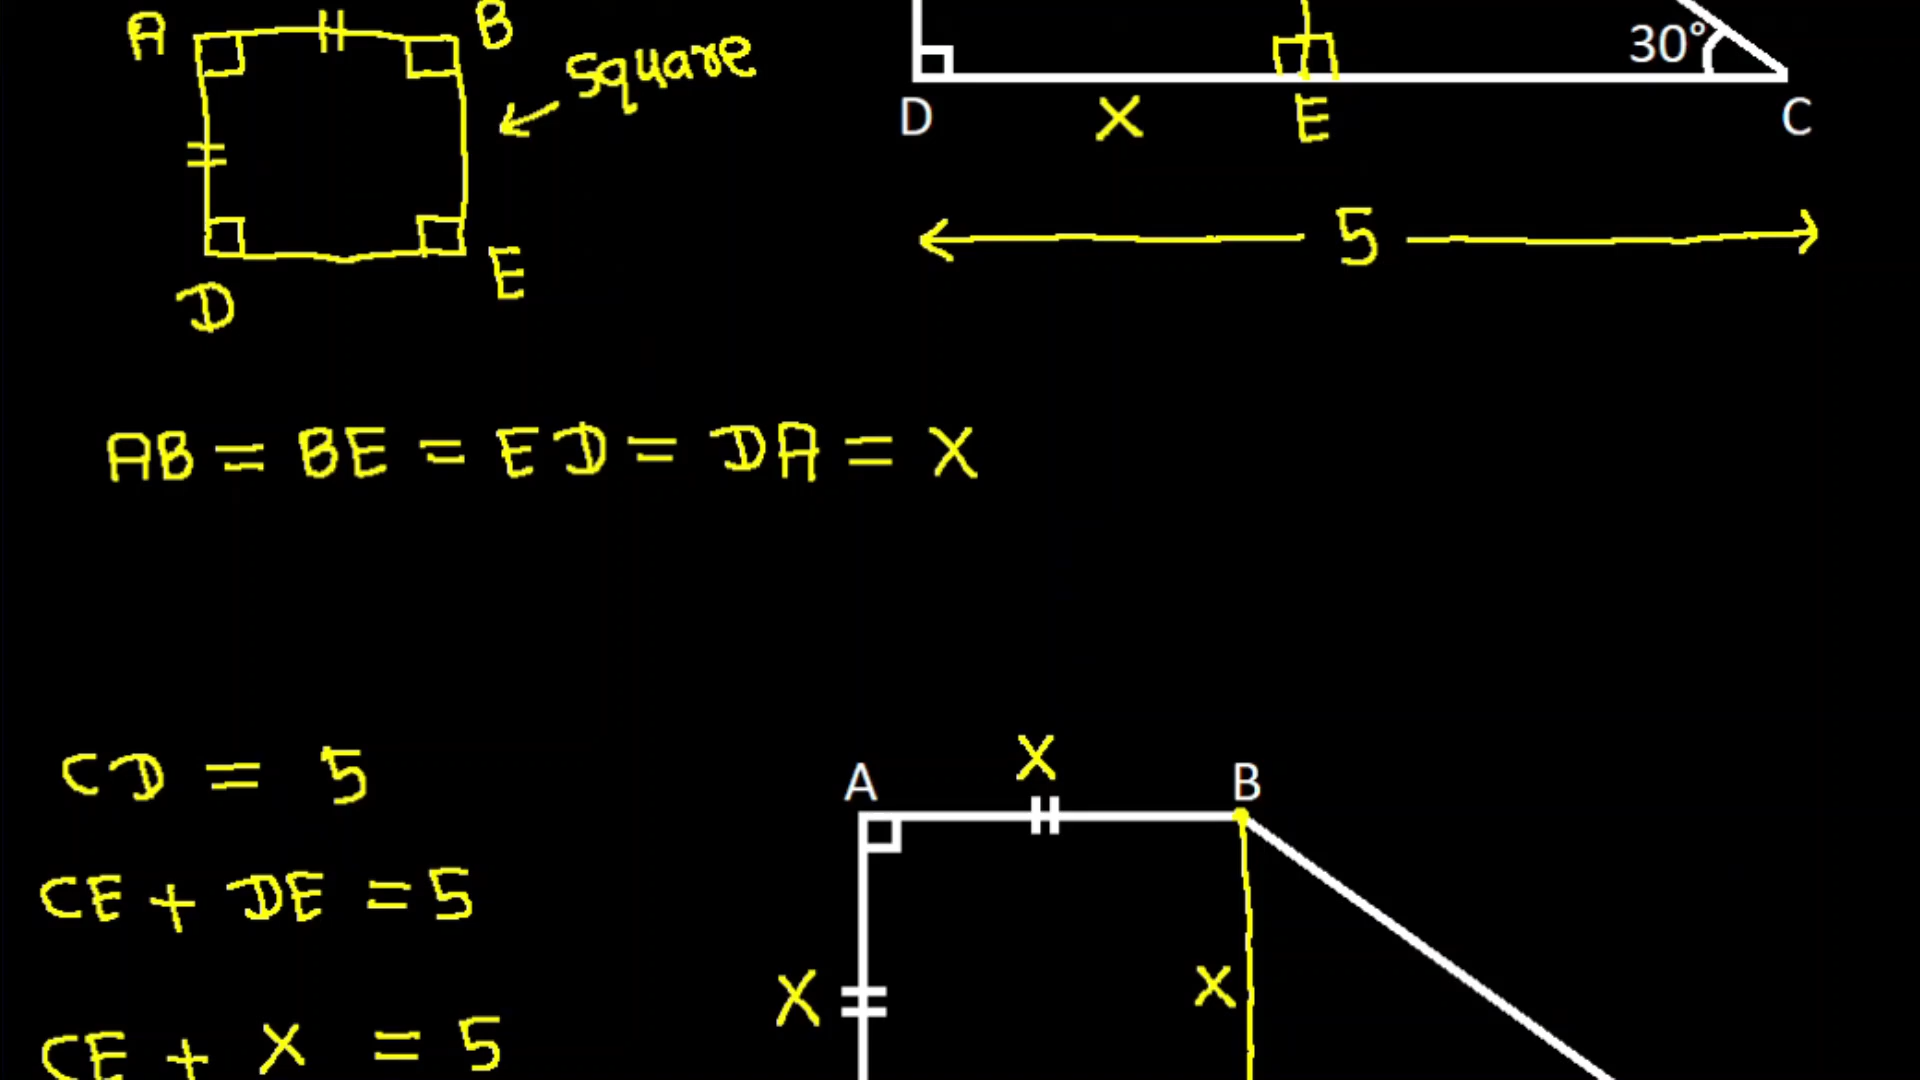 A B
Square
D E
30°
D X E C
5
AB = BE = ED = DA = X
CD = 5
CE + DE = 5
CE + X = 5
X
A B
X X